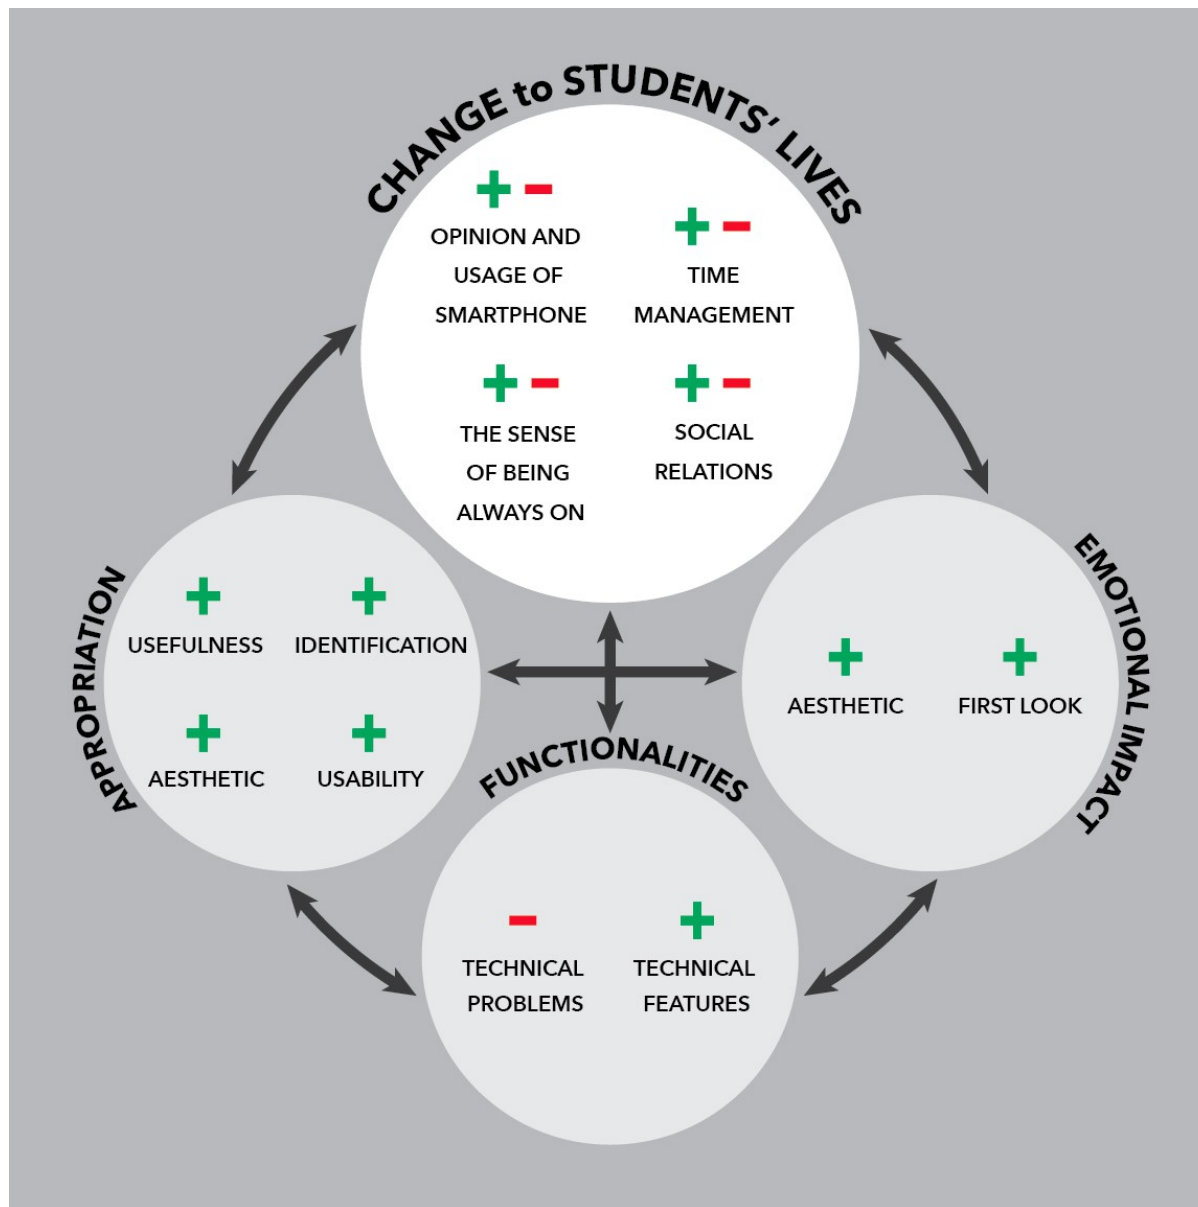 CHANGE to STUDENTS’ LIVES
+ -
OPINION AND
USAGE OF
SMARTPHONE
+ -
TIME
MANAGEMENT
+ -
THE SENSE
OF BEING
ALWAYS ON
+ -
SOCIAL
RELATIONS
APPROPRIATION
+
USEFULNESS
+
IDENTIFICATION
+
AESTHETIC
+
USABILITY
EMOTIONAL IMPACT
+
AESTHETIC
+
FIRST LOOK
FUNCTIONALITIES
-
TECHNICAL
PROBLEMS
+
TECHNICAL
FEATURES